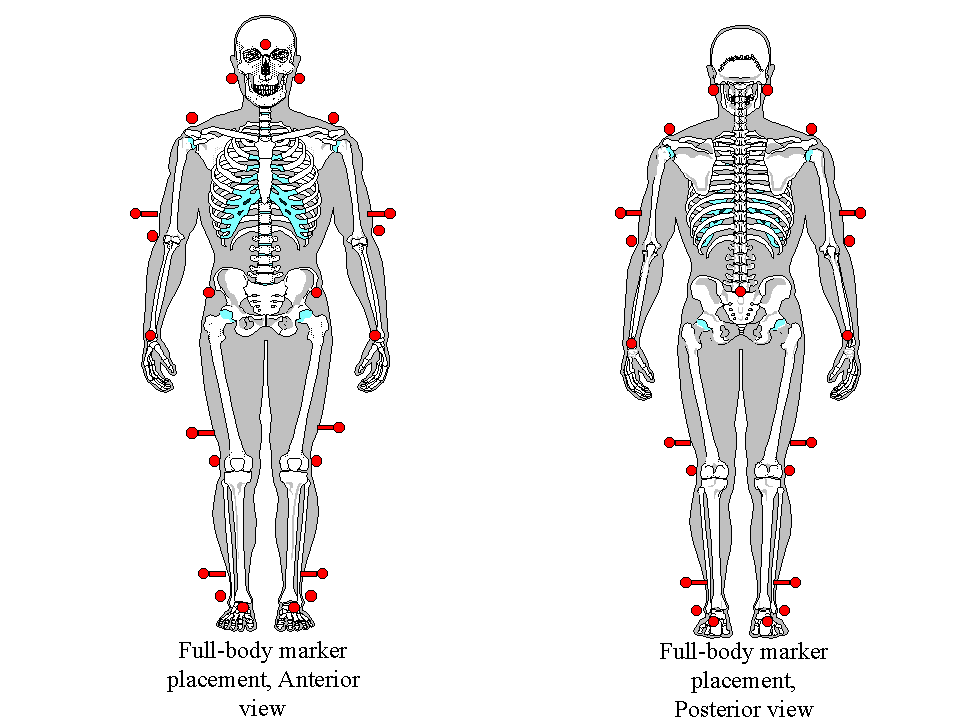 Full-body marker
placement, Anterior
view
Full-body marker
placement,
Posterior view